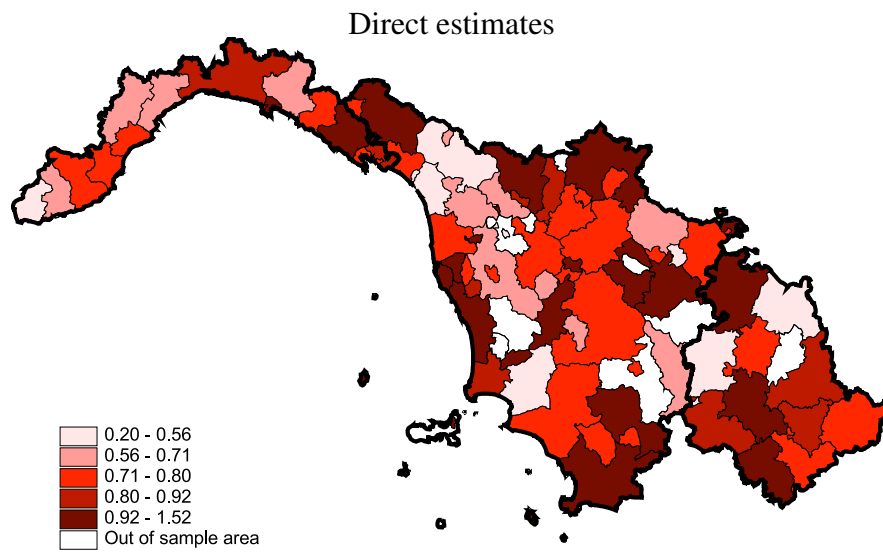 Direct estimates
0.20 - 0.56
0.56 - 0.71
0.71 - 0.80
0.80 - 0.92
0.92 - 1.52
Out of sample area